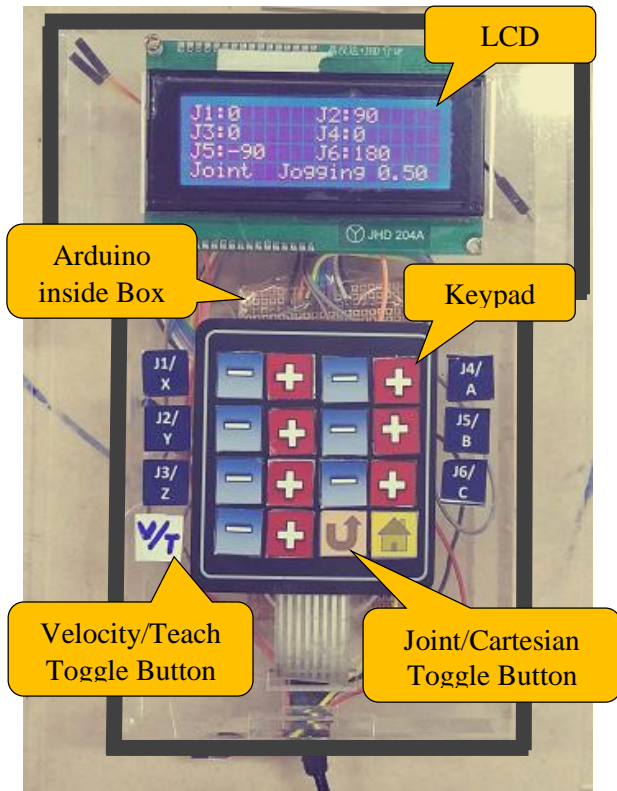 LCD
J1:0 J2:90
J3:0 J4:0
J5:-90 J6:180
Joint Jogging 0.50
JHD 204A
Arduino
inside Box
Keypad
J1/
X
- + - +
J4/
A
J2/
Y
- + - +
J5/
B
J3/
Z
- + - +
J6/
C
V/T
- +
Velocity/Teach
Toggle Button
Joint/Cartesian
Toggle Button